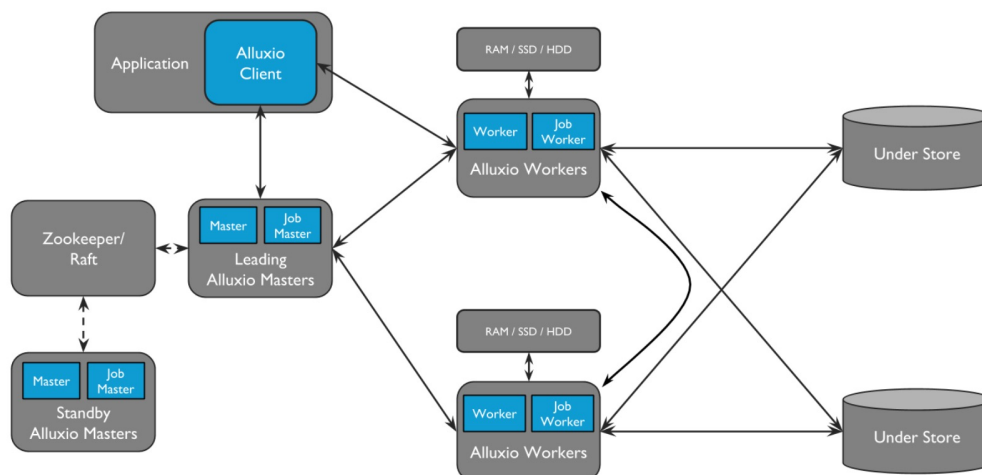 Application
Alluxio
Client
RAM / SSD / HDD
Worker
Job
Worker
Alluxio Workers
Under Store
Zookeeper/
Raft
Master
Job
Master
Leading
Alluxio Masters
RAM / SSD / HDD
Master
Job
Master
Standby
Alluxio Masters
Worker
Job
Worker
Alluxio Workers
Under Store